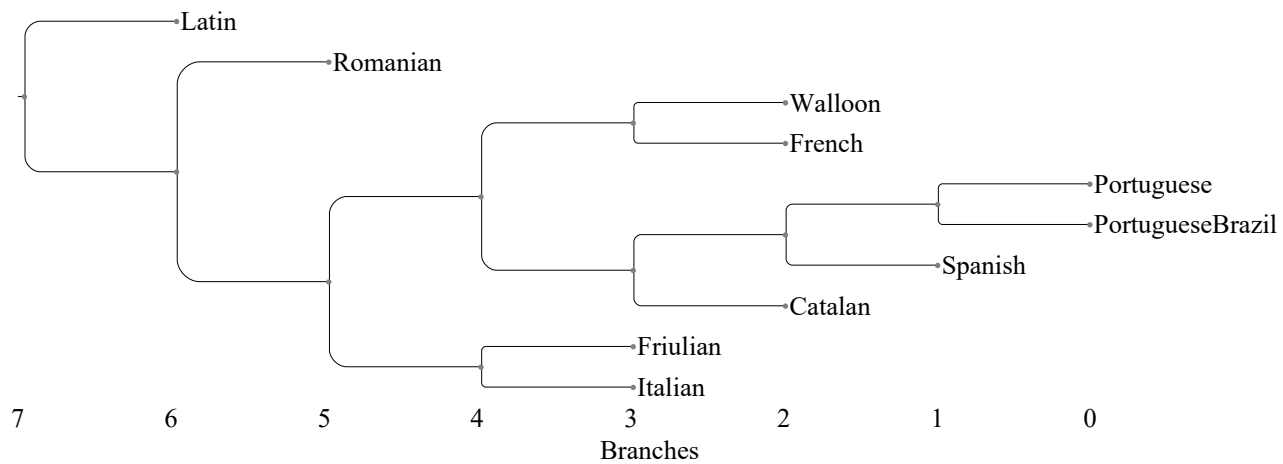 Latin
Romanian
Walloon
French
Portuguese
PortugueseBrazil
Spanish
Catalan
Friulian
Italian
7 6 5 4 3 2 1 0
Branches